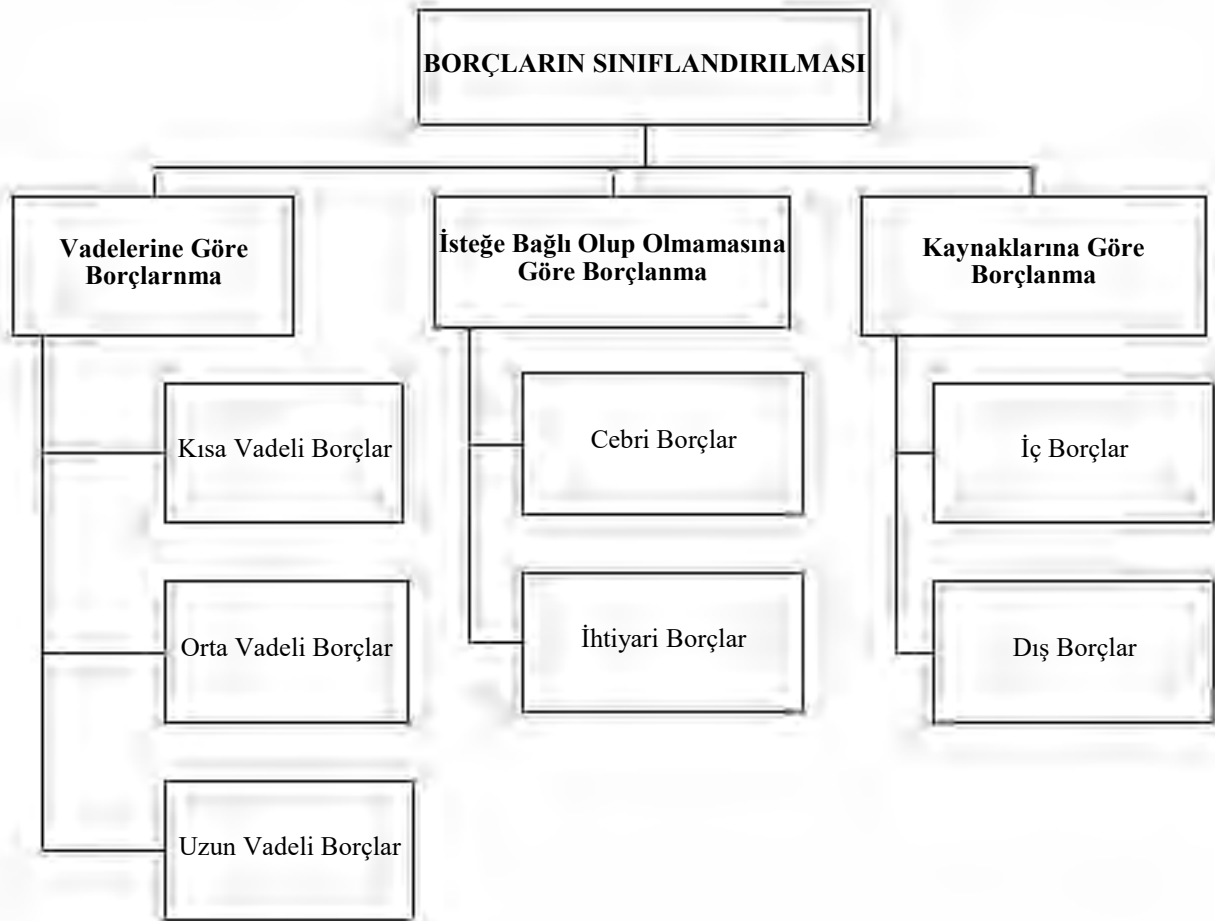 BORÇLARIN SINIFLANDIRILMASI
Vadelerine Göre
Borçlarnma
İsteğe Bağlı Olup Olmamasına
Göre Borçlanma
Kaynaklarına Göre
Borçlanma
Kısa Vadeli Borçlar
Orta Vadeli Borçlar
Uzun Vadeli Borçlar
Cebri Borçlar
İhtiyari Borçlar
İç Borçlar
Dış Borçlar